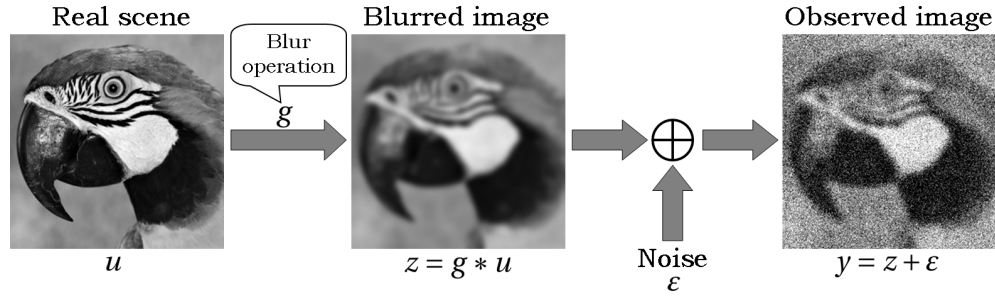 Real scene
Blur
operation
g
u
Blurred image
z = g * u
Noise
ε
Observed image
y = z + ε